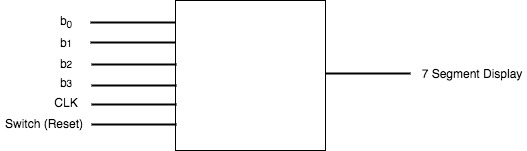 b0
b1
b2
b3
CLK
Switch (Reset)
7 Segment Display